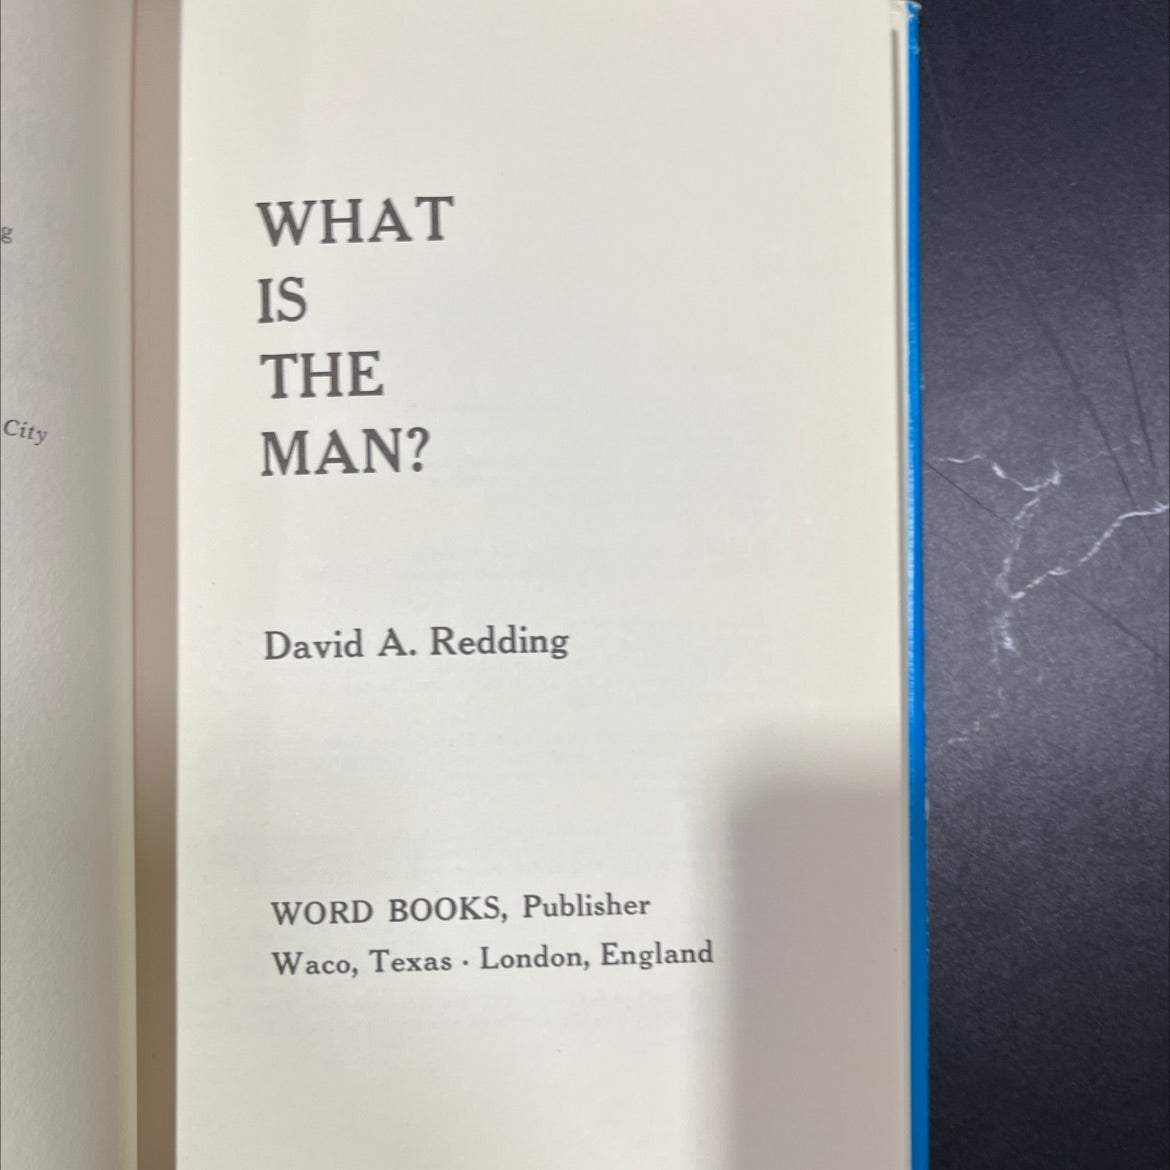 g
City
WHAT
IS
THE
MAN?
David A. Redding
WORD BOOKS, Publisher
Waco, Texas · London, England